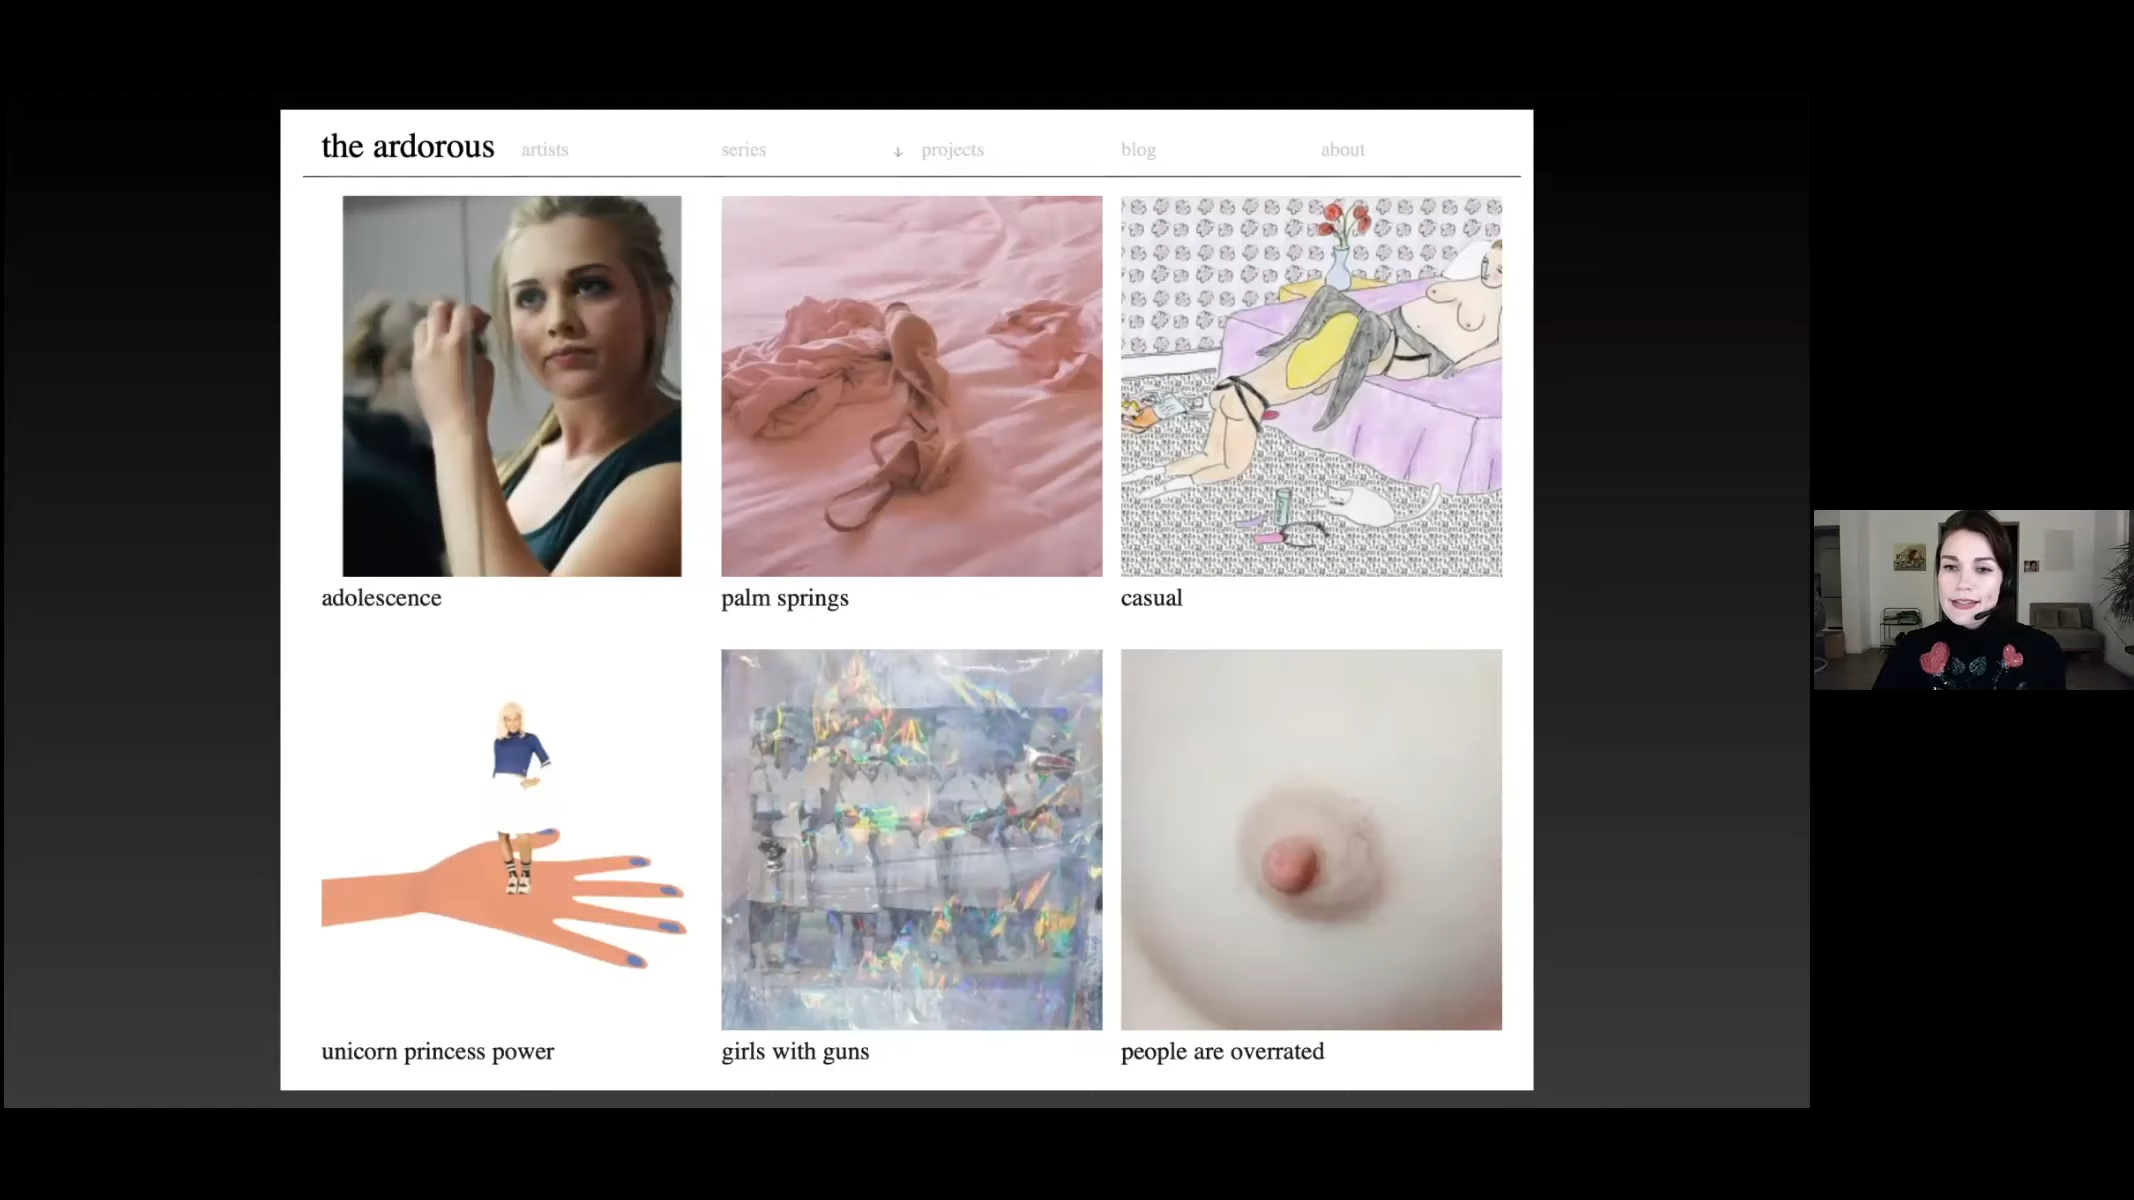 the ardorous
artists
series
↓ projects
blog
about
adolescence
palm springs
casual
unicorn princess power
girls with guns
people are overrated